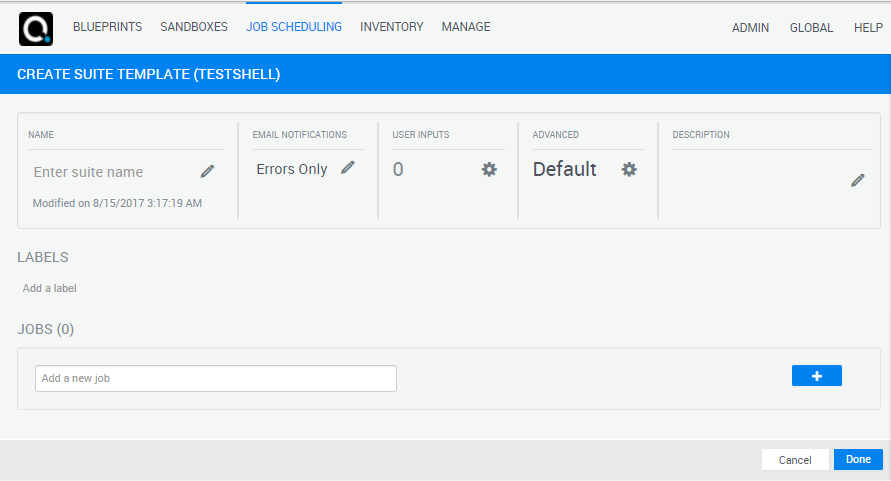 BLUEPRINTS SANDBOXES JOB SCHEDULING INVENTORY MANAGE ADMIN GLOBAL HELP
CREATE SUITE TEMPLATE (TESTSHELL)
NAME EMAIL NOTIFICATIONS USER INPUTS ADVANCED DESCRIPTION
Enter suite name Errors Only 0 Default
Modified on 8/15/2017 3:17:19 AM
LABELS
Add a label
JOBS (0)
Add a new job
Cancel Done